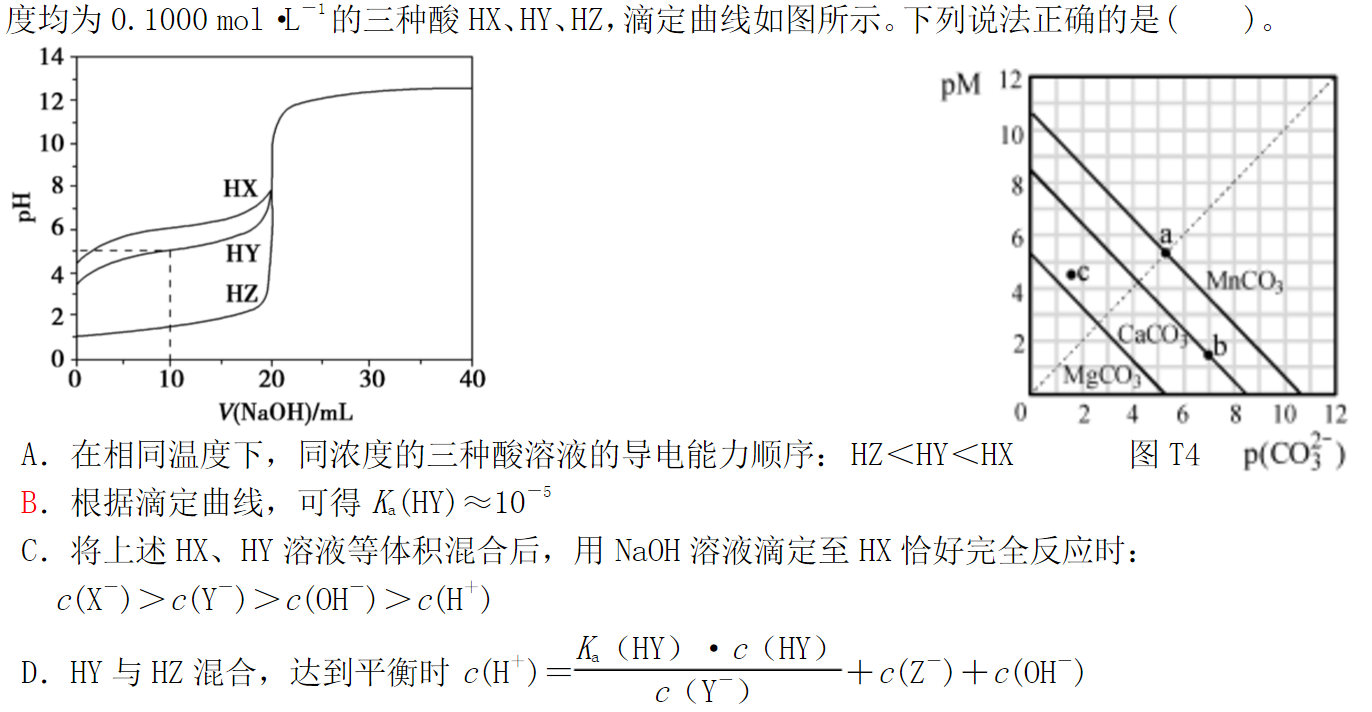 度均为 0.1000 mol·L⁻¹的三种酸 HX、HY、HZ,滴定曲线如图所示。下列说法正确的是(  )。
14
12
10
8
6
4
2
0
pH
HX
HY
HZ
0 10 20 30 40
V(NaOH)/mL
pM 12
10
8
6
4
2
a
c
MnCO₃
CaCO₃ b
MgCO₃
0 2 4 6 8 10 12
A. 在相同温度下,同浓度的三种酸溶液的导电能力顺序:HZ<HY<HX
图 T4 p(CO₃²⁻)
B. 根据滴定曲线,可得 Kₐ(HY)≈10⁻⁵
C. 将上述 HX、HY 溶液等体积混合后,用 NaOH 溶液滴定至 HX 恰好完全反应时:
c(X⁻)>c(Y⁻)>c(OH⁻)>c(H⁺)
D. HY 与 HZ 混合,达到平衡时 c(H⁺)=Kₐ(HY)·c(HY)/c(Y⁻)+c(Z⁻)+c(OH⁻)